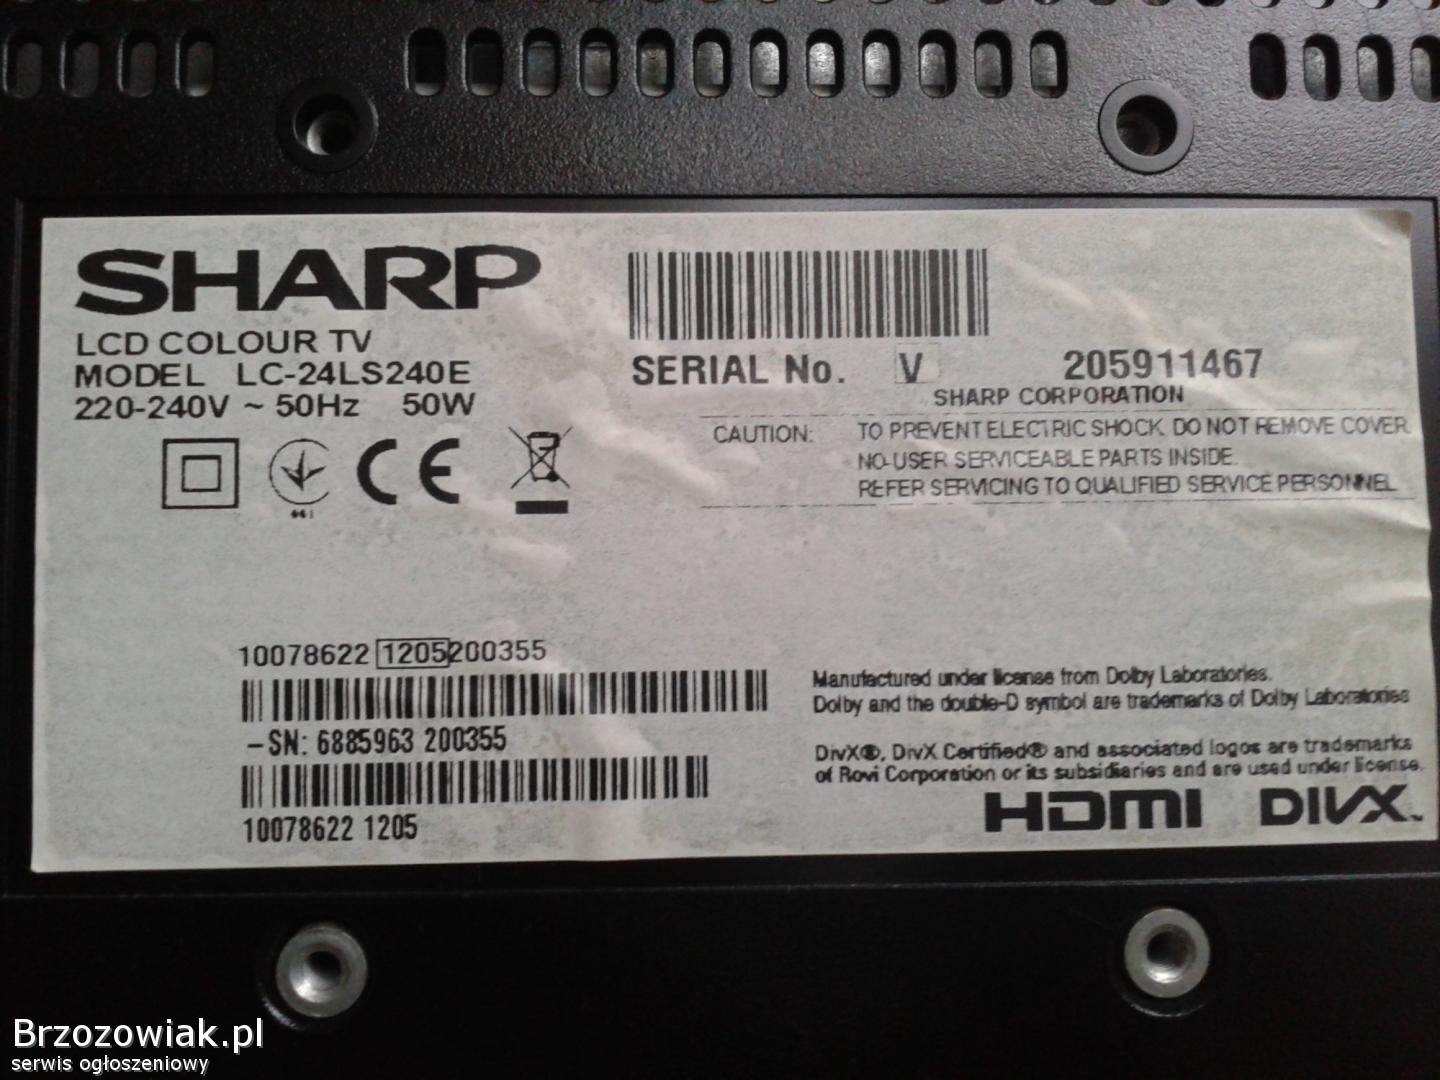 SHARP
LCD COLOUR TV
MODEL LC-24LS240E
220-240V ~ 50Hz 50W
CE
SERIAL No. V 205911467
SHARP CORPORATION
CAUTION: TO PREVENT ELECTRIC SHOCK DO NOT REMOVE COVER.
NO-USER SERVICEABLE PARTS INSIDE.
REFER SERVICING TO QUALIFIED SERVICE PERSONNEL
10078622 1205 200355
-SN: 6885963 200355
10078622 1205
Manufactured under license from Dolby Laboratories.
Dolby and the double-D symbol are trademarks of Dolby Laboratories
DivX®, DivX Certified® and associated logos are trademarks
of Rovi Corporation or its subsidiaries and are used under license.
HDMI DIVX™
Brzozowiak.pl
serwis ogłoszeniowy